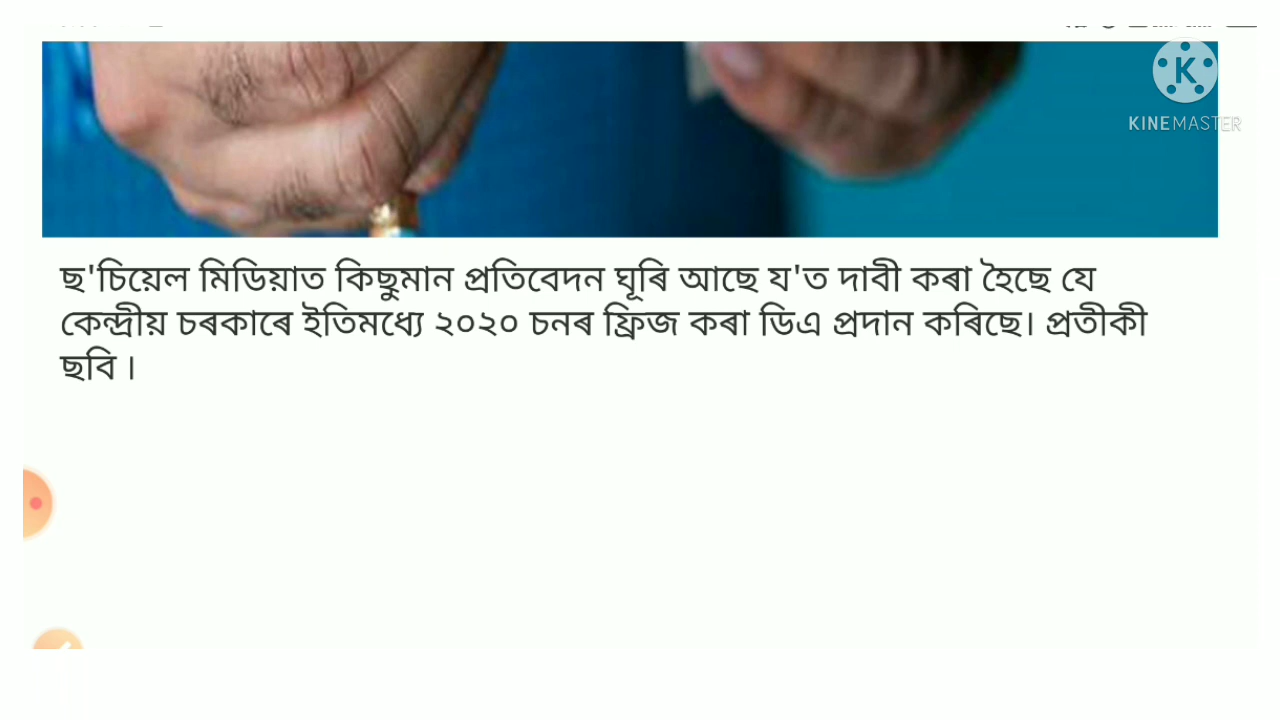 K
KINEMASTER
ছ'চিয়েল মিডিয়াত কিছুমান প্ৰতিবেদন ঘূৰি আছে য'ত দাবী কৰা হৈছে যে
কেন্দ্ৰীয় চৰকাৰে ইতিমধ্যে ২০২০ চনৰ ফ্ৰিজ কৰা ডিএ প্ৰদান কৰিছে। প্ৰতীকী
ছবি ।